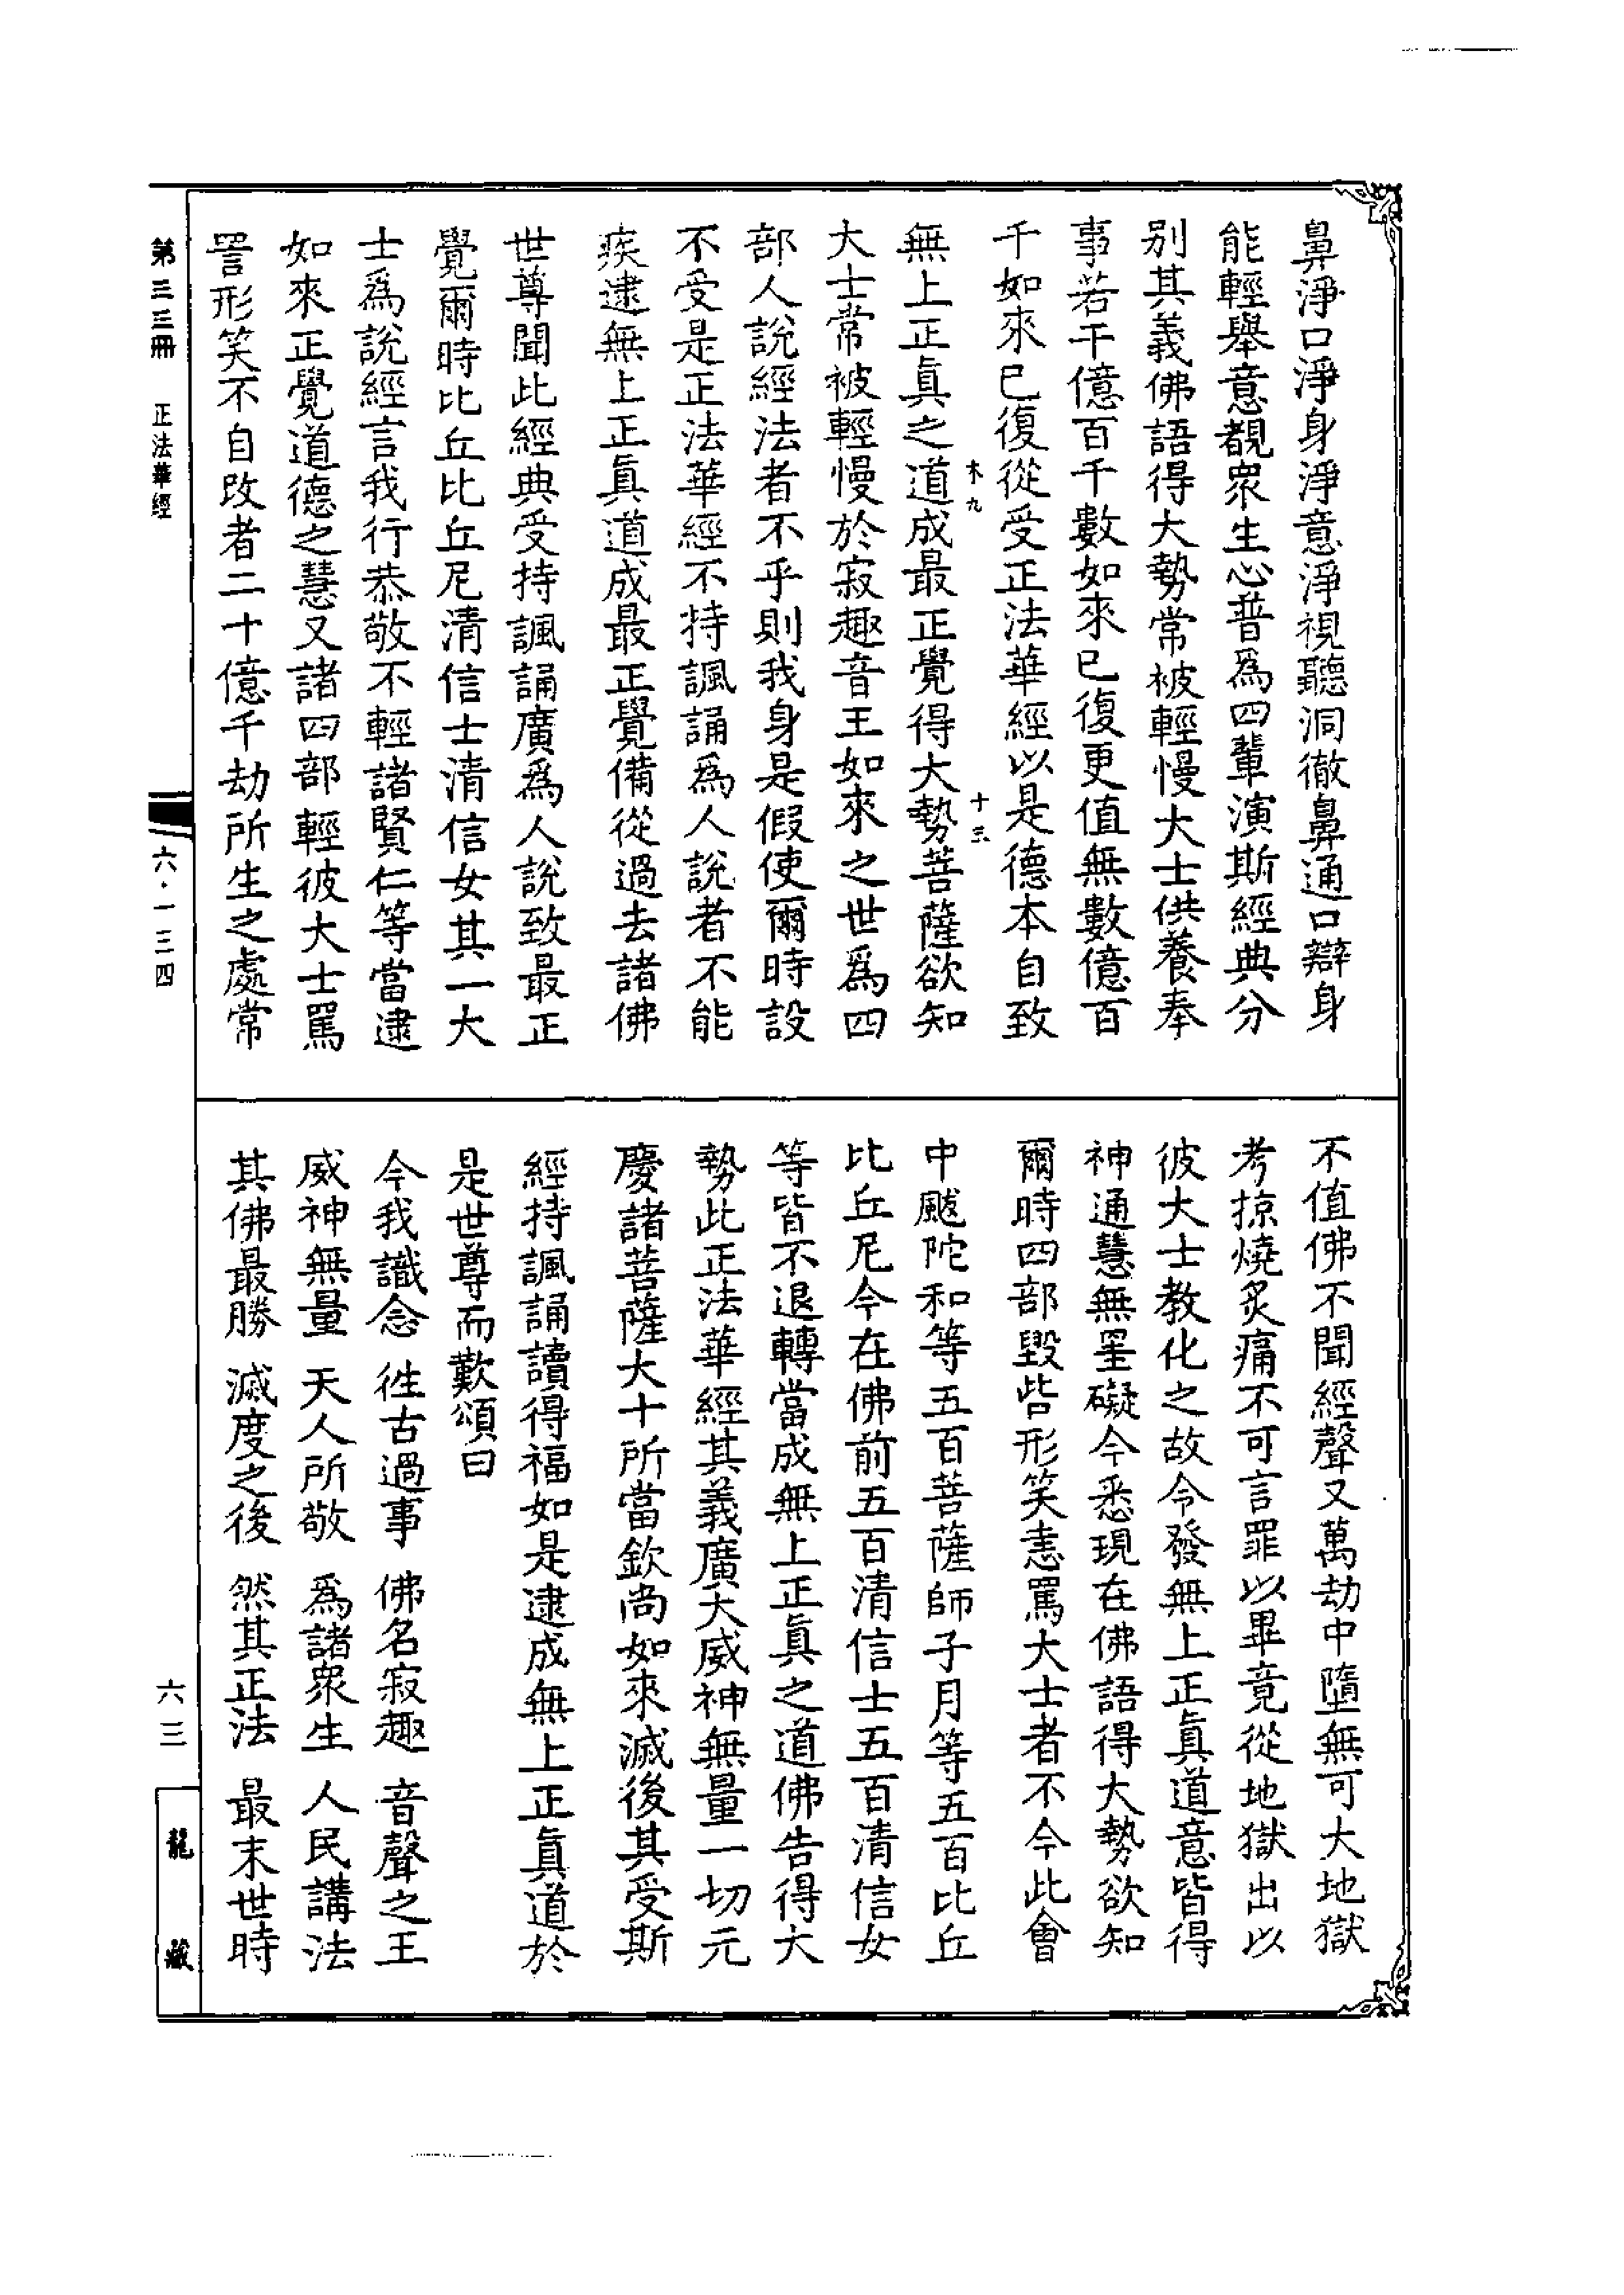 鼻淨口淨身淨意淨視聽洞徹鼻通口辯身
能輕舉意覩衆生心普爲四輩演斯經典分
別其義佛語得大勢常被輕慢大士供養奉
事若干億百千數如來已復更值無數億百
千如來已復從受正法華經以是德本自致
木九 十三
無上正眞之道成最正覺得大勢菩薩欲知
大士常被輕慢於寂趣音王如來之世爲四
部人說經法者不乎則我身是假使爾時設
不受是正法華經不持諷誦爲人說者不能
疾逮無上正眞道成最正覺備從過去諸佛
世尊聞此經典受持諷誦廣爲人說致最正
覺爾時比丘比丘尼清信士清信女其一大
士爲說經言我行恭敬不輕諸賢仁等當逮
如來正覺道德之慧又諸四部輕彼大士罵
詈形笑不自改者二十億千劫所生之處常
不值佛不聞經聲又萬劫中墮無可大地獄
考掠燒炙痛不可言罪以畢竟從地獄出以
彼大士教化之故令發無上正眞道意皆得
神通慧無罣礙今悉現在佛語得大勢欲知
爾時四部毀呰形笑恚罵大士者不今此會
中颰陀和等五百菩薩師子月等五百比丘
比丘尼今在佛前五百清信士五百清信女
等皆不退轉當成無上正眞之道佛告得大
勢此正法華經其義廣大威神無量一切元
慶諸菩薩大士所當欽尚如來滅後其受斯
經持諷誦讀得福如是逮成無上正眞道於
是世尊而歎頌曰
今我識念 徃古過事 佛名寂趣 音聲之王
威神無量 天人所敬 爲諸衆生 人民講法
其佛最勝 滅度之後 然其正法 最末世時
第三三冊 正法華經 六·一三四 六三 龍藏